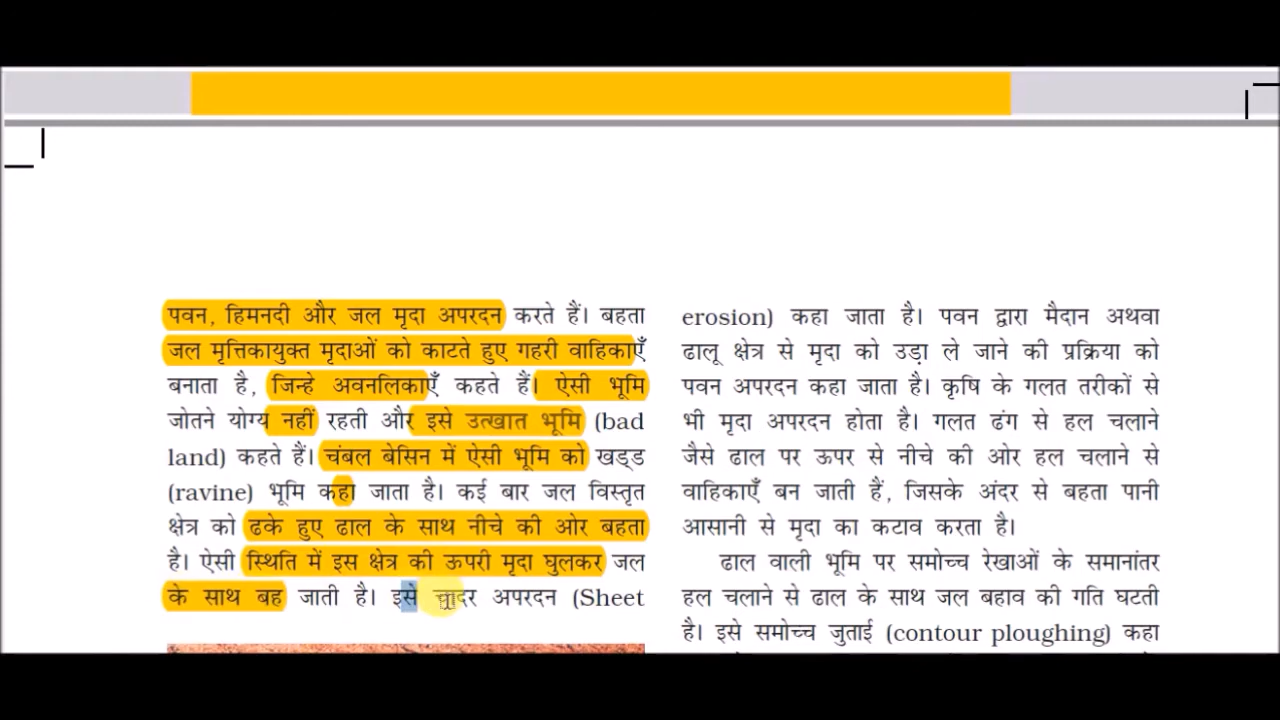 पवन, हिमनदी और जल मृदा अपरदन करते हैं। बहता
जल मृत्तिकायुक्त मृदाओं को काटते हुए गहरी वाहिकाएँ
बनाता है, जिन्हे अवनलिकाएँ कहते हैं। ऐसी भूमि
जोतने योग्य नहीं रहती और इसे उत्खात भूमि (bad
land) कहते हैं। चंबल बेसिन में ऐसी भूमि को खड्ड
(ravine) भूमि कहा जाता है। कई बार जल विस्तृत
क्षेत्र को ढके हुए ढाल के साथ नीचे की ओर बहता
है। ऐसी स्थिति में इस क्षेत्र की ऊपरी मृदा घुलकर जल
के साथ बह जाती है। इसे चादर अपरदन (Sheet
erosion) कहा जाता है। पवन द्वारा मैदान अथवा
ढालू क्षेत्र से मृदा को उड़ा ले जाने की प्रक्रिया को
पवन अपरदन कहा जाता है। कृषि के गलत तरीकों से
भी मृदा अपरदन होता है। गलत ढंग से हल चलाने
जैसे ढाल पर ऊपर से नीचे की ओर हल चलाने से
वाहिकाएँ बन जाती हैं, जिसके अंदर से बहता पानी
आसानी से मृदा का कटाव करता है।
ढाल वाली भूमि पर समोच्च रेखाओं के समानांतर
हल चलाने से ढाल के साथ जल बहाव की गति घटती
है। इसे समोच्च जुताई (contour ploughing) कहा